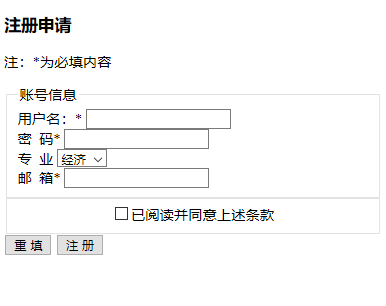 注册申请
注：*为必填内容
账号信息
用户名：*
密 码*
专 业 经济
邮 箱*
已阅读并同意上述条款
重填 注册